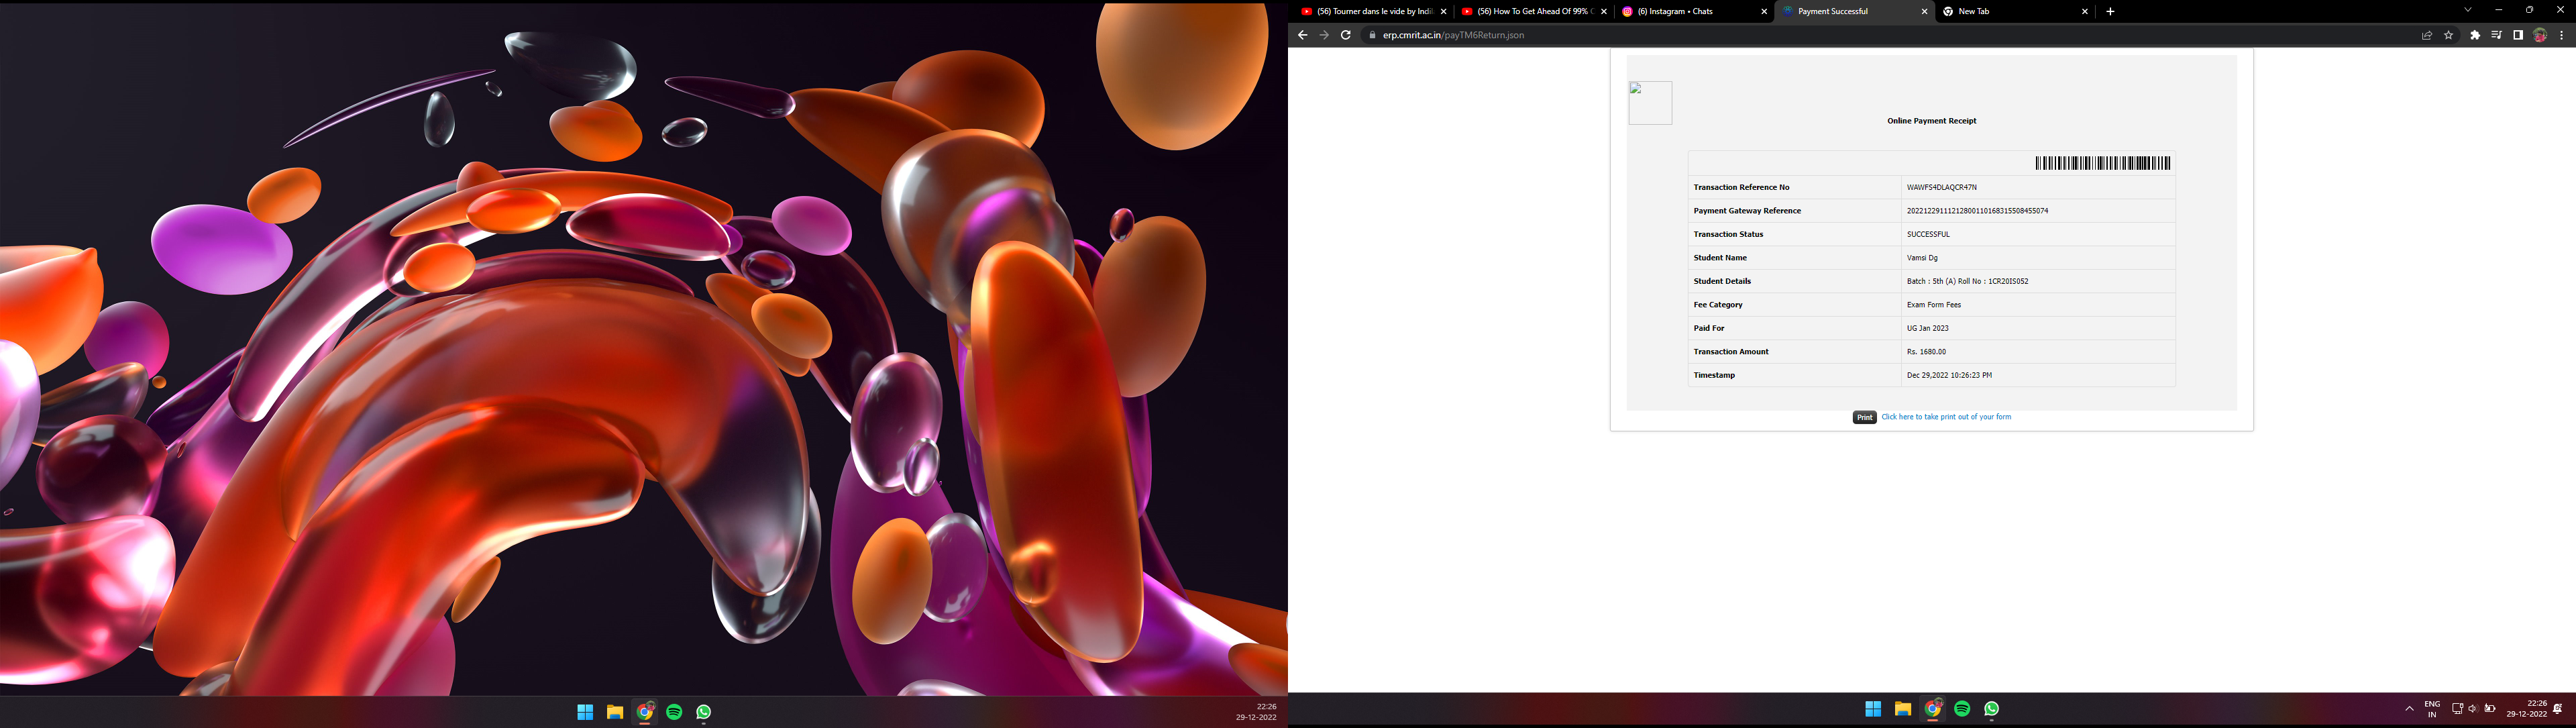 22:26
29-12-2022
(56) Tourner dans le vide by Indil
(56) How To Get Ahead Of 99% O
(6) Instagram • Chats
Payment Successful
New Tab
erp.cmrit.ac.in/payTM6Return.json
Online Payment Receipt
Transaction Reference No WAWFS4DLAQCR47N
Payment Gateway Reference 20221229111212800110168315508455074
Transaction Status SUCCESSFUL
Student Name Vamsi Dg
Student Details Batch : 5th (A) Roll No : 1CR20IS052
Fee Category Exam Form Fees
Paid For UG Jan 2023
Transaction Amount Rs. 1680.00
Timestamp Dec 29,2022 10:26:23 PM
Print Click here to take print out of your form
ENG
IN
22:26
29-12-2022